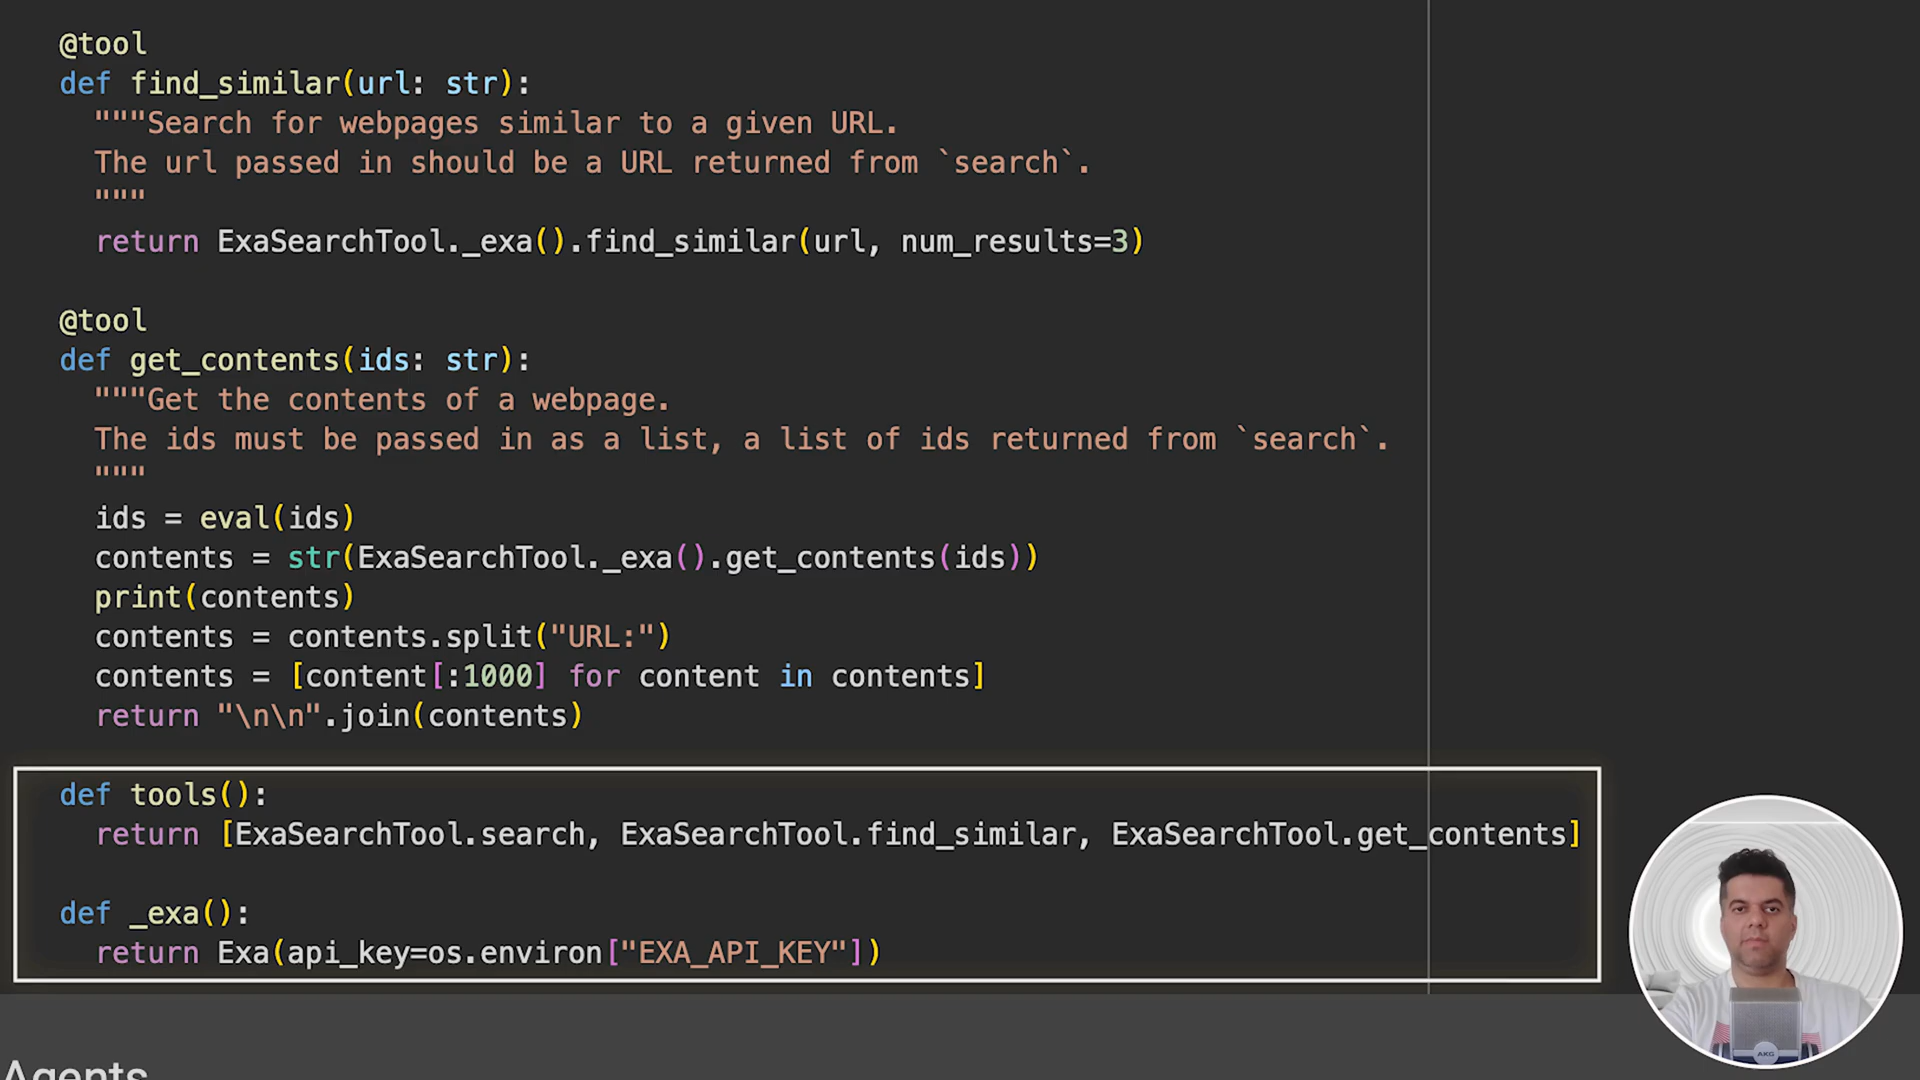 @tool
def find_similar(url: str):
"""Search for webpages similar to a given URL.
The url passed in should be a URL returned from `search`.
"""
return ExaSearchTool._exa().find_similar(url, num_results=3)
@tool
def get_contents(ids: str):
"""Get the contents of a webpage.
The ids must be passed in as a list, a list of ids returned from `search`.
"""
ids = eval(ids)
contents = str(ExaSearchTool._exa().get_contents(ids))
print(contents)
contents = contents.split("URL:")
contents = [content[:1000] for content in contents]
return "\n\n".join(contents)
def tools():
return [ExaSearchTool.search, ExaSearchTool.find_similar, ExaSearchTool.get_contents]
def _exa():
return Exa(api_key=os.environ["EXA_API_KEY"])
AKG
Agents